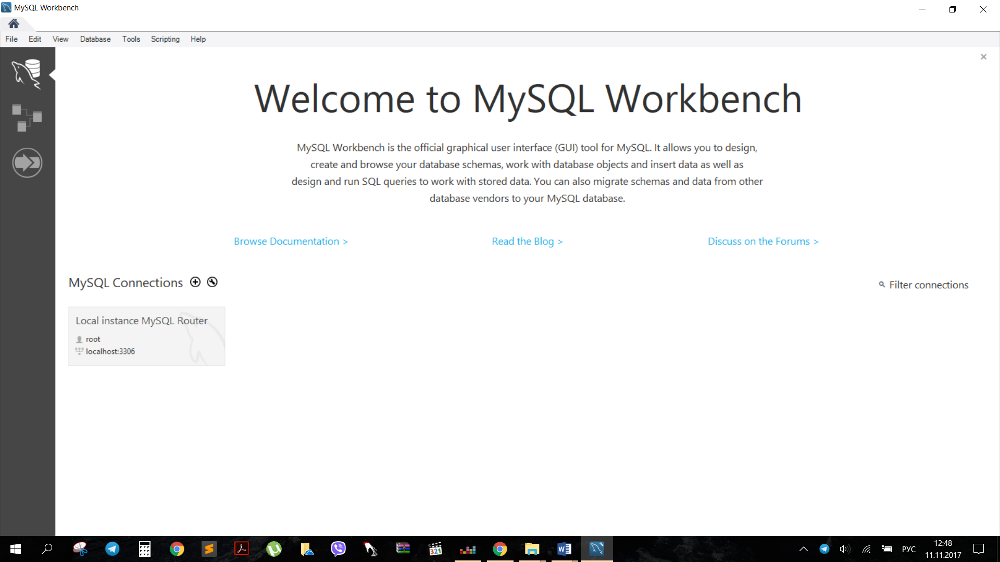 MySQL Workbench
File Edit View Database Tools Scripting Help
Welcome to MySQL Workbench
MySQL Workbench is the official graphical user interface (GUI) tool for MySQL. It allows you to design,
create and browse your database schemas, work with database objects and insert data as well as
design and run SQL queries to work with stored data. You can also migrate schemas and data from other
database vendors to your MySQL database.
Browse Documentation > Read the Blog > Discuss on the Forums >
MySQL Connections
Filter connections
Local instance MySQL Router
root
localhost:3306
321
РУС
12:48
11.11.2017